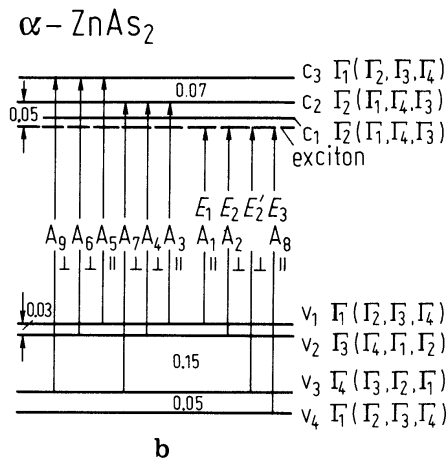 α – ZnAs₂
c₃ Γ₁(Γ₂,Γ₃,Γ₄)
0.07
c₂ Γ₂(Γ₁,Γ₄,Γ₃)
0,05
c₁ Γ₂(Γ₁,Γ₄,Γ₃)
exciton
E₁ E₂ E₂′ E₃
A₉ A₆ A₅ A₇ A₄ A₃ A₁ A₂ A₈
⊥ ⊥ ∥ ⊥ ⊥ ∥ ∥ ⊥ ⊥ ∥
0,03
v₁ Γ₁(Γ₂,Γ₃,Γ₄)
v₂ Γ₃(Γ₄,Γ₁,Γ₂)
0.15
v₃ Γ₄(Γ₃,Γ₂,Γ₁)
0.05
v₄ Γ₁(Γ₂,Γ₃,Γ₄)
b